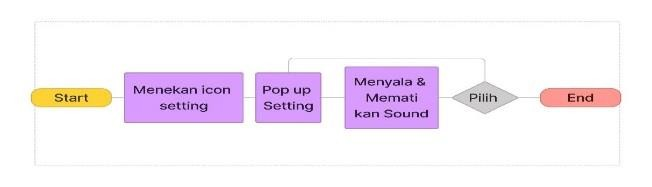 Start
Menekan icon
setting
Pop up
Setting
Menyala &
Memati
kan Sound
Pilih
End